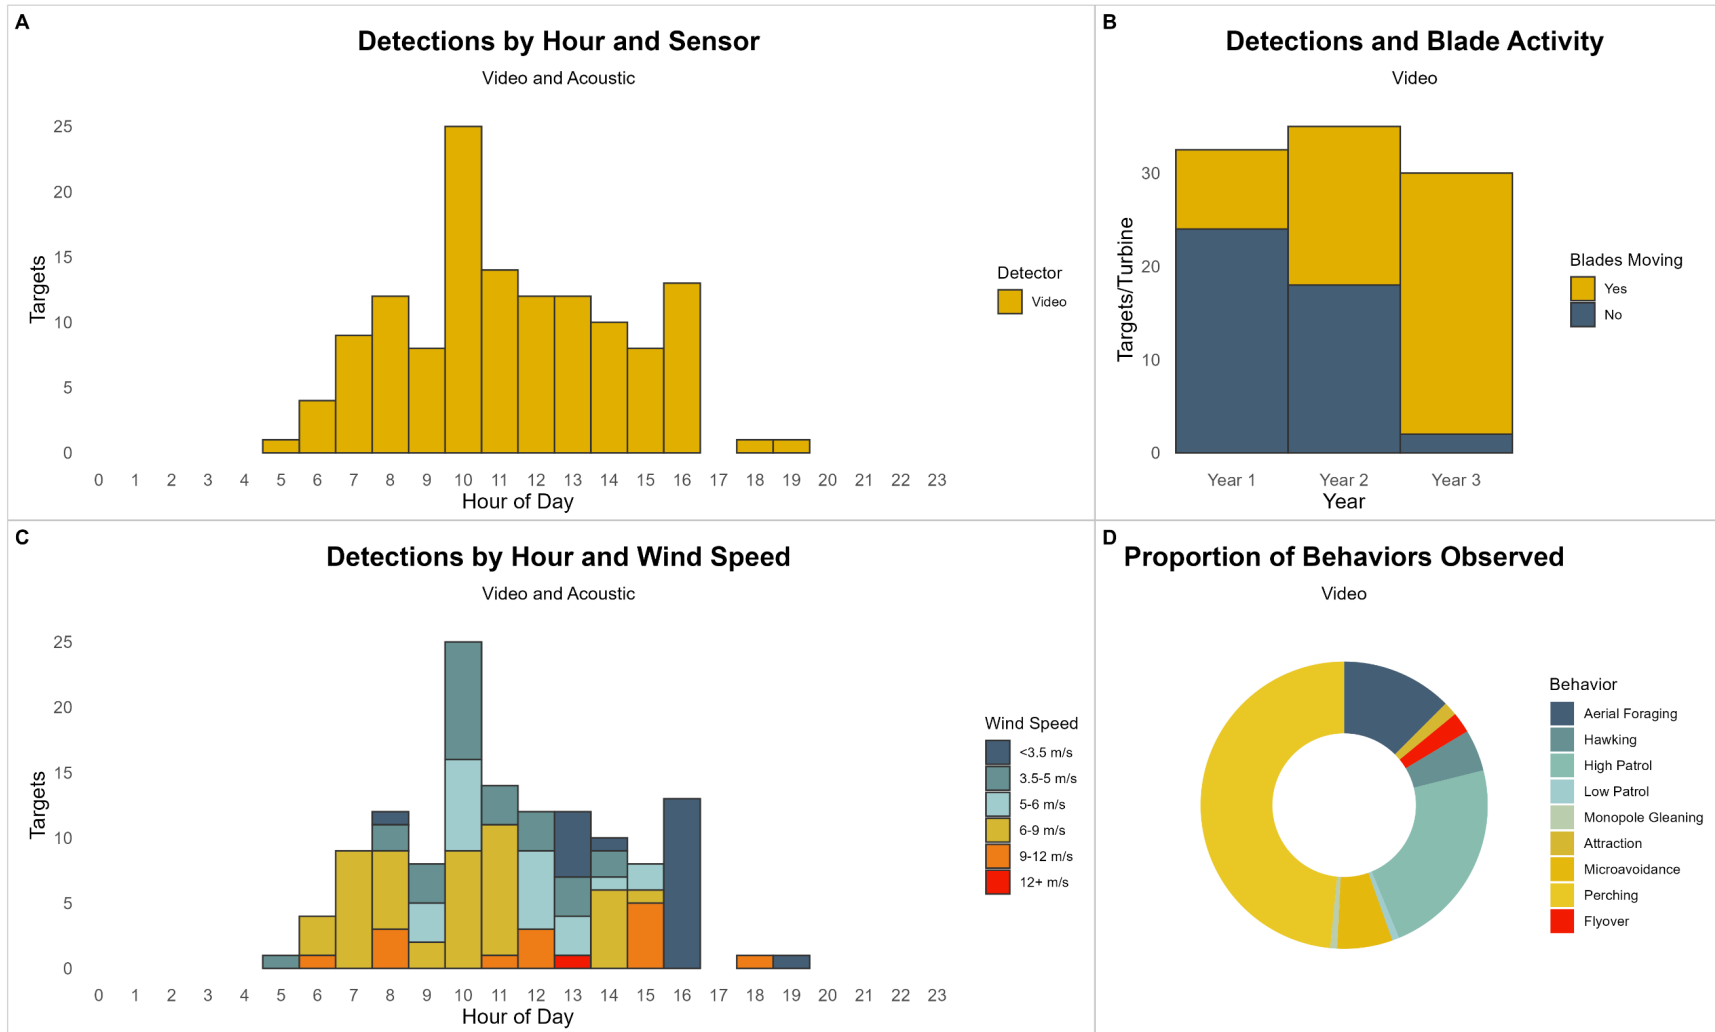 A
Detections by Hour and Sensor
Video and Acoustic
25
20
15
10
5
0
Targets
0 1 2 3 4 5 6 7 8 9 10 11 12 13 14 15 16 17 18 19 20 21 22 23
Hour of Day
Detector
Video
B
Detections and Blade Activity
Video
30
20
10
0
Targets/Turbine
Year 1 Year 2 Year 3
Year
Blades Moving
Yes
No
C
Detections by Hour and Wind Speed
Video and Acoustic
25
20
15
10
5
0
Targets
0 1 2 3 4 5 6 7 8 9 10 11 12 13 14 15 16 17 18 19 20 21 22 23
Hour of Day
Wind Speed
<3.5 m/s
3.5-5 m/s
5-6 m/s
6-9 m/s
9-12 m/s
12+ m/s
D
Proportion of Behaviors Observed
Video
Behavior
Aerial Foraging
Hawking
High Patrol
Low Patrol
Monopole Gleaning
Attraction
Microavoidance
Perching
Flyover